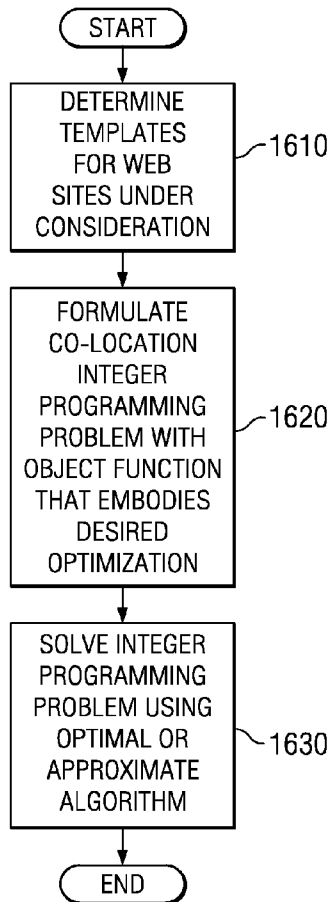 START
DETERMINE
TEMPLATES
FOR WEB
SITES UNDER
CONSIDERATION
1610
FORMULATE
CO-LOCATION
INTEGER
PROGRAMMING
PROBLEM WITH
OBJECT FUNCTION
THAT EMBODIES
DESIRED
OPTIMIZATION
1620
SOLVE INTEGER
PROGRAMMING
PROBLEM USING
OPTIMAL OR
APPROXIMATE
ALGORITHM
1630
END